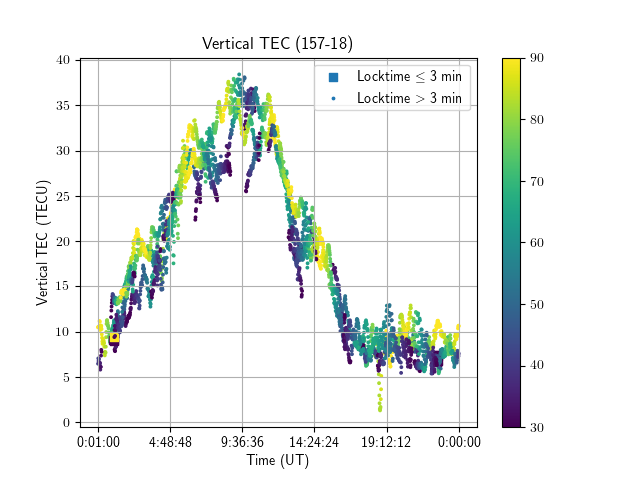 Vertical TEC (157-18)
Locktime ≤ 3 min
Locktime > 3 min
Vertical TEC (TECU)
40
35
30
25
20
15
10
5
0
0:01:00 4:48:48 9:36:36 14:24:24 19:12:12 0:00:00
Time (UT)
90
80
70
60
50
40
30